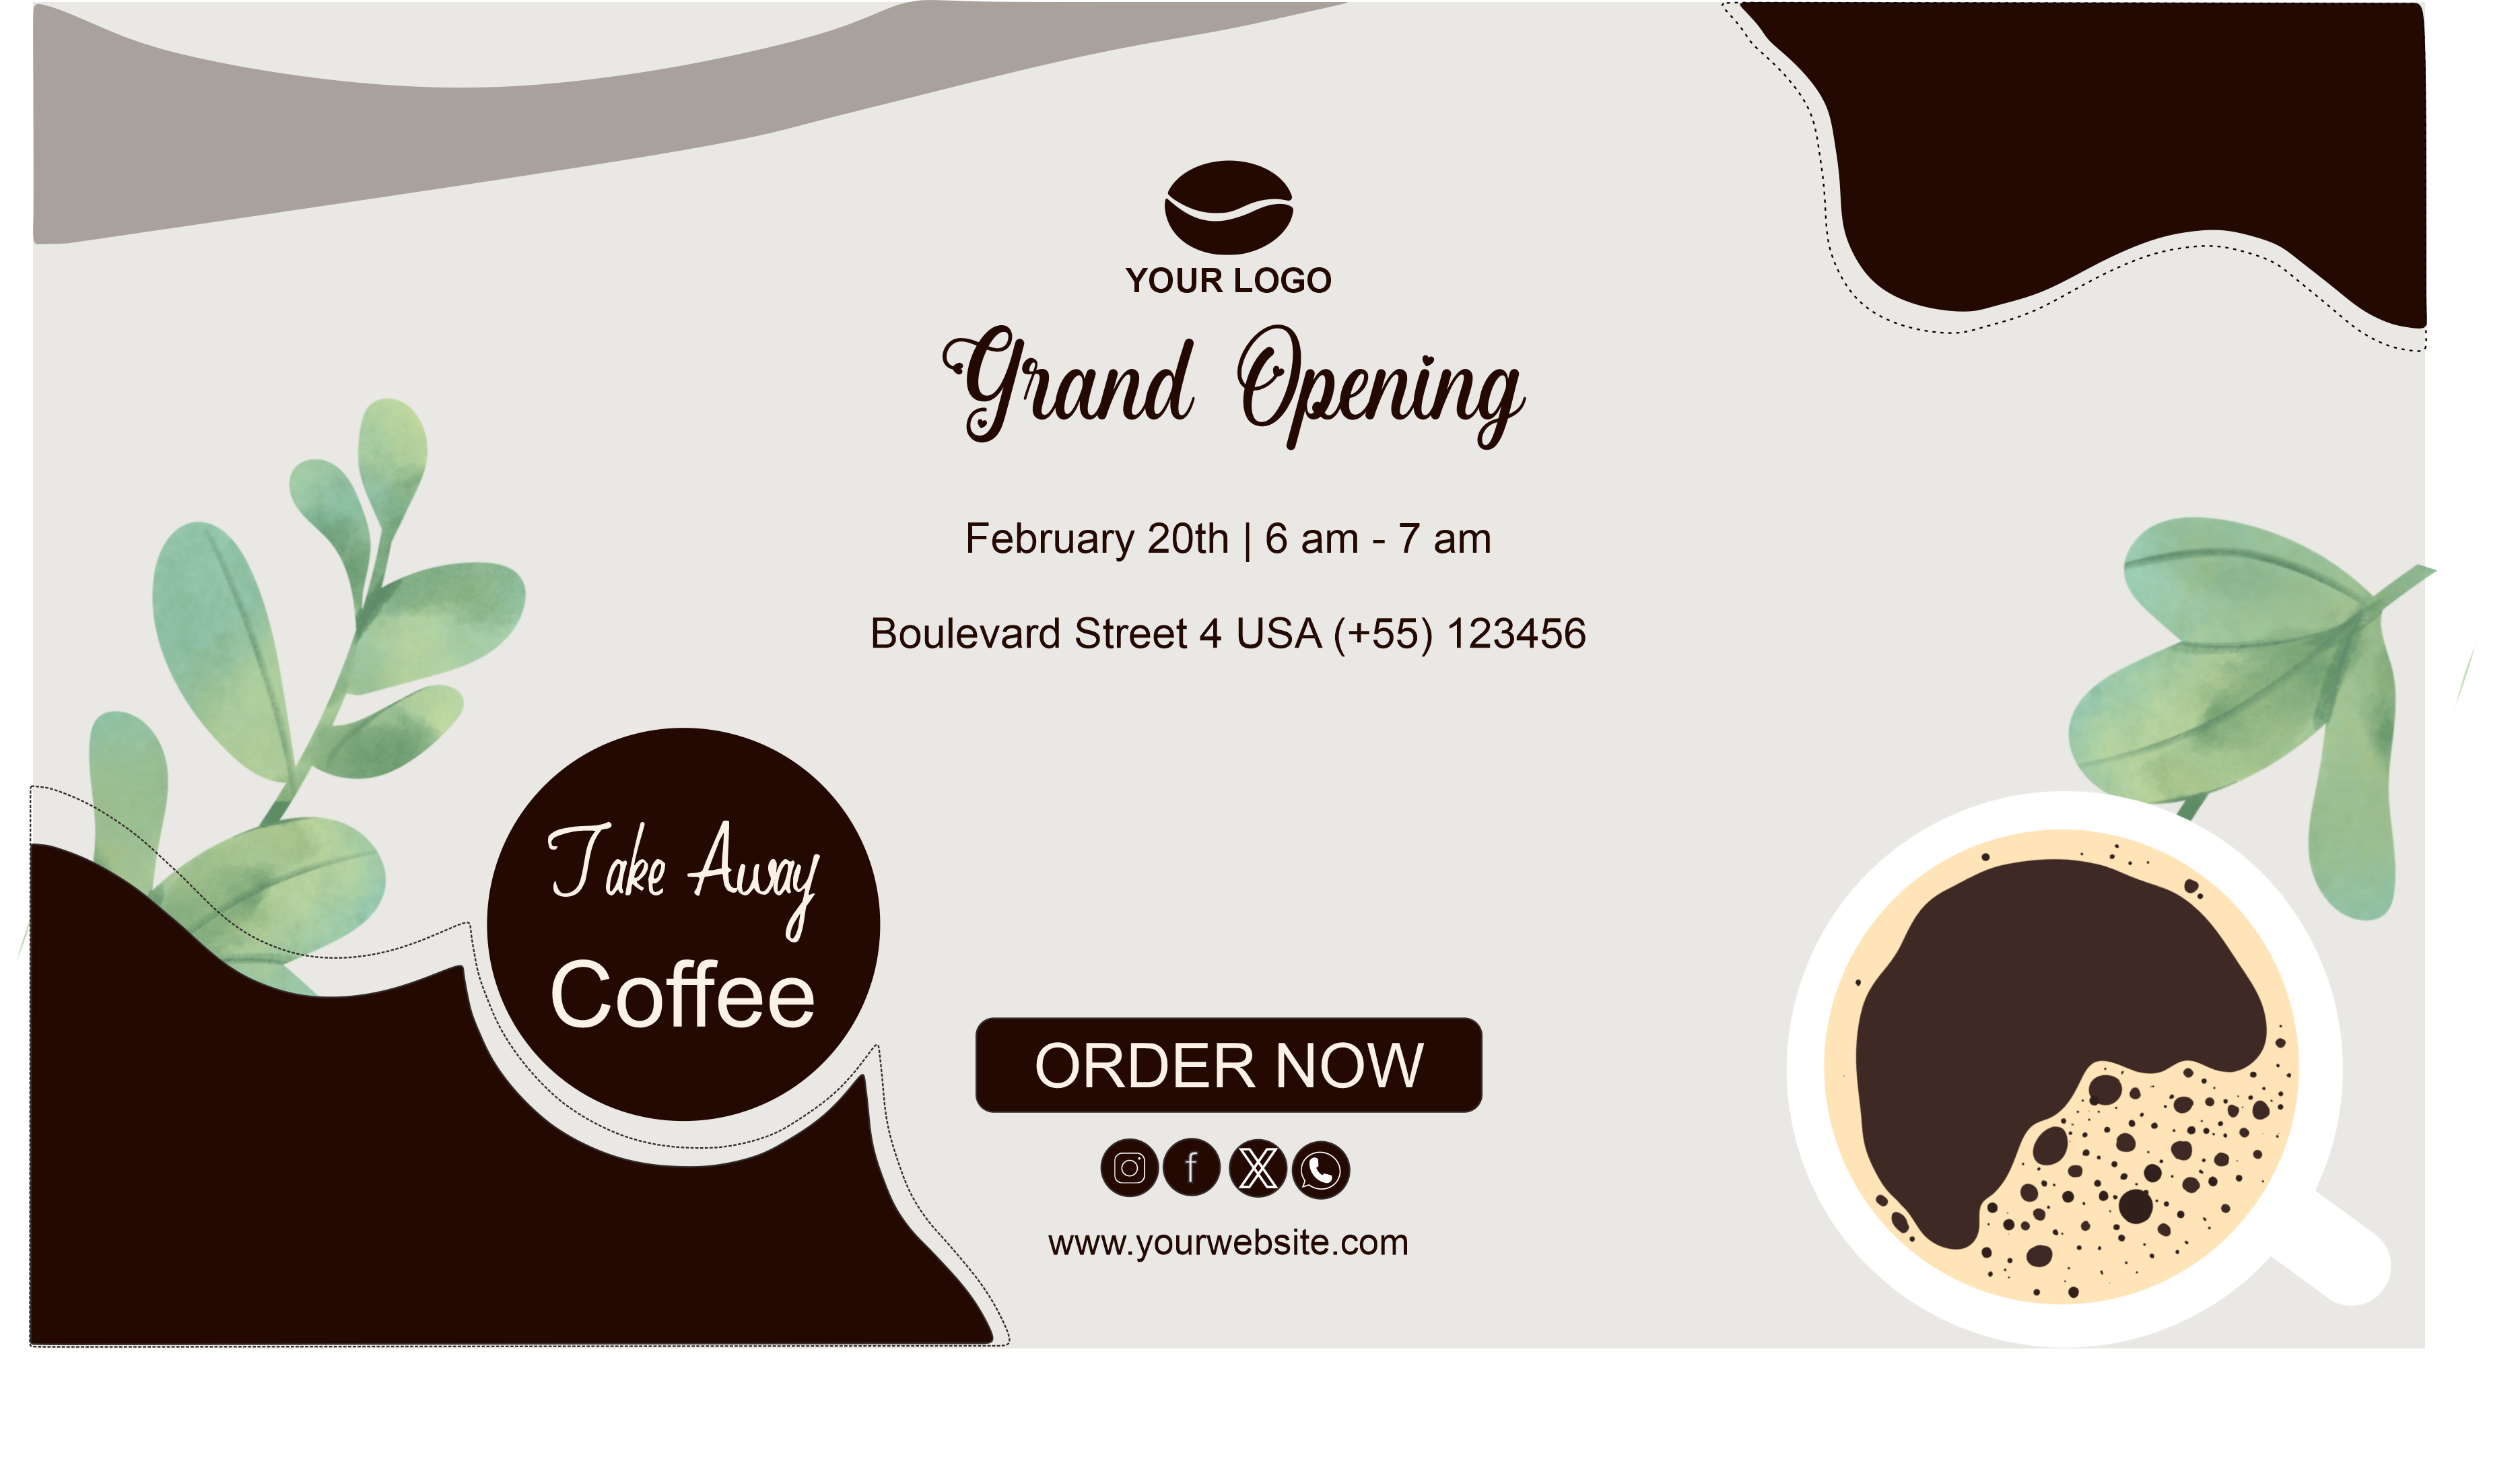 YOUR LOGO
Grand Opening
February 20th | 6 am - 7 am
Boulevard Street 4 USA (+55) 123456
Take Away
Coffee
ORDER NOW
www.yourwebsite.com